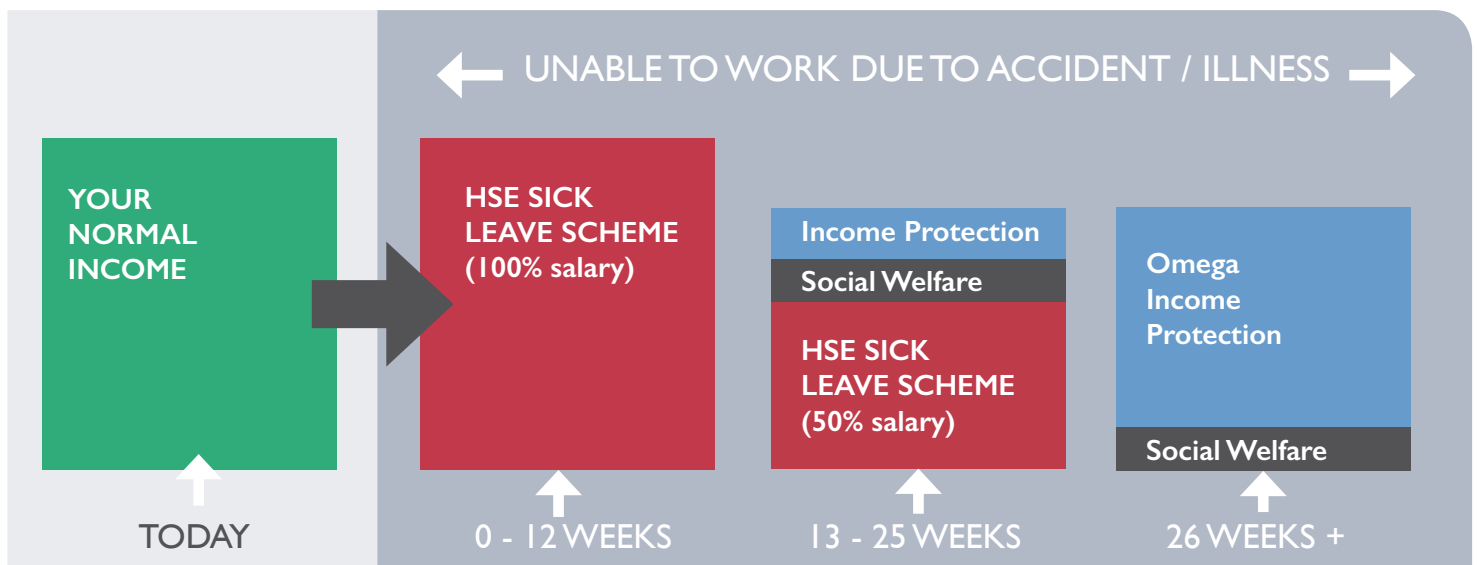 UNABLE TO WORK DUE TO ACCIDENT / ILLNESS
YOUR
NORMAL
INCOME
HSE SICK
LEAVE SCHEME
(100% salary)
Income Protection
Social Welfare
HSE SICK
LEAVE SCHEME
(50% salary)
Omega
Income
Protection
Social Welfare
TODAY
0 - 12 WEEKS
13 - 25 WEEKS
26 WEEKS +